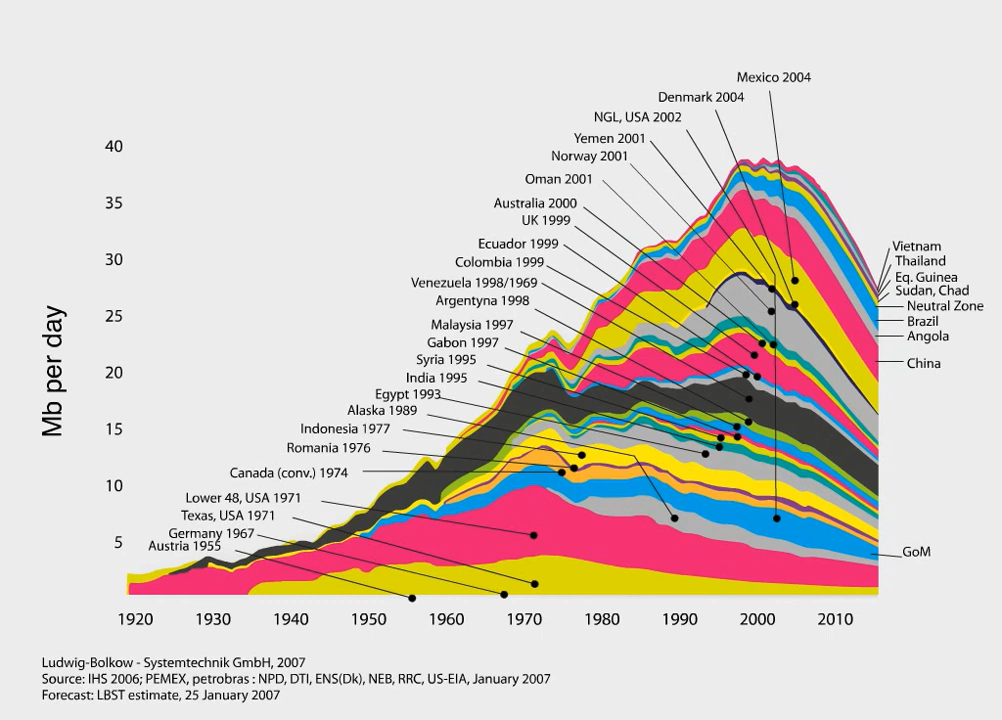 Mexico 2004
Denmark 2004
NGL, USA 2002
Yemen 2001
Norway 2001
Oman 2001
Australia 2000
UK 1999
Ecuador 1999
Colombia 1999
Venezuela 1998/1969
Argentyna 1998
Malaysia 1997
Gabon 1997
Syria 1995
India 1995
Egypt 1993
Alaska 1989
Indonesia 1977
Romania 1976
Canada (conv.) 1974
Lower 48, USA 1971
Texas, USA 1971
Germany 1967
Austria 1955
Mb per day
40
35
30
25
20
15
10
5
Vietnam
Thailand
Eq. Guinea
Sudan, Chad
Neutral Zone
Brazil
Angola
China
GoM
1920 1930 1940 1950 1960 1970 1980 1990 2000 2010
Ludwig-Bolkow - Systemtechnik GmbH, 2007
Source: IHS 2006; PEMEX, petrobras : NPD, DTI, ENS(Dk), NEB, RRC, US-EIA, January 2007
Forecast: LBST estimate, 25 January 2007